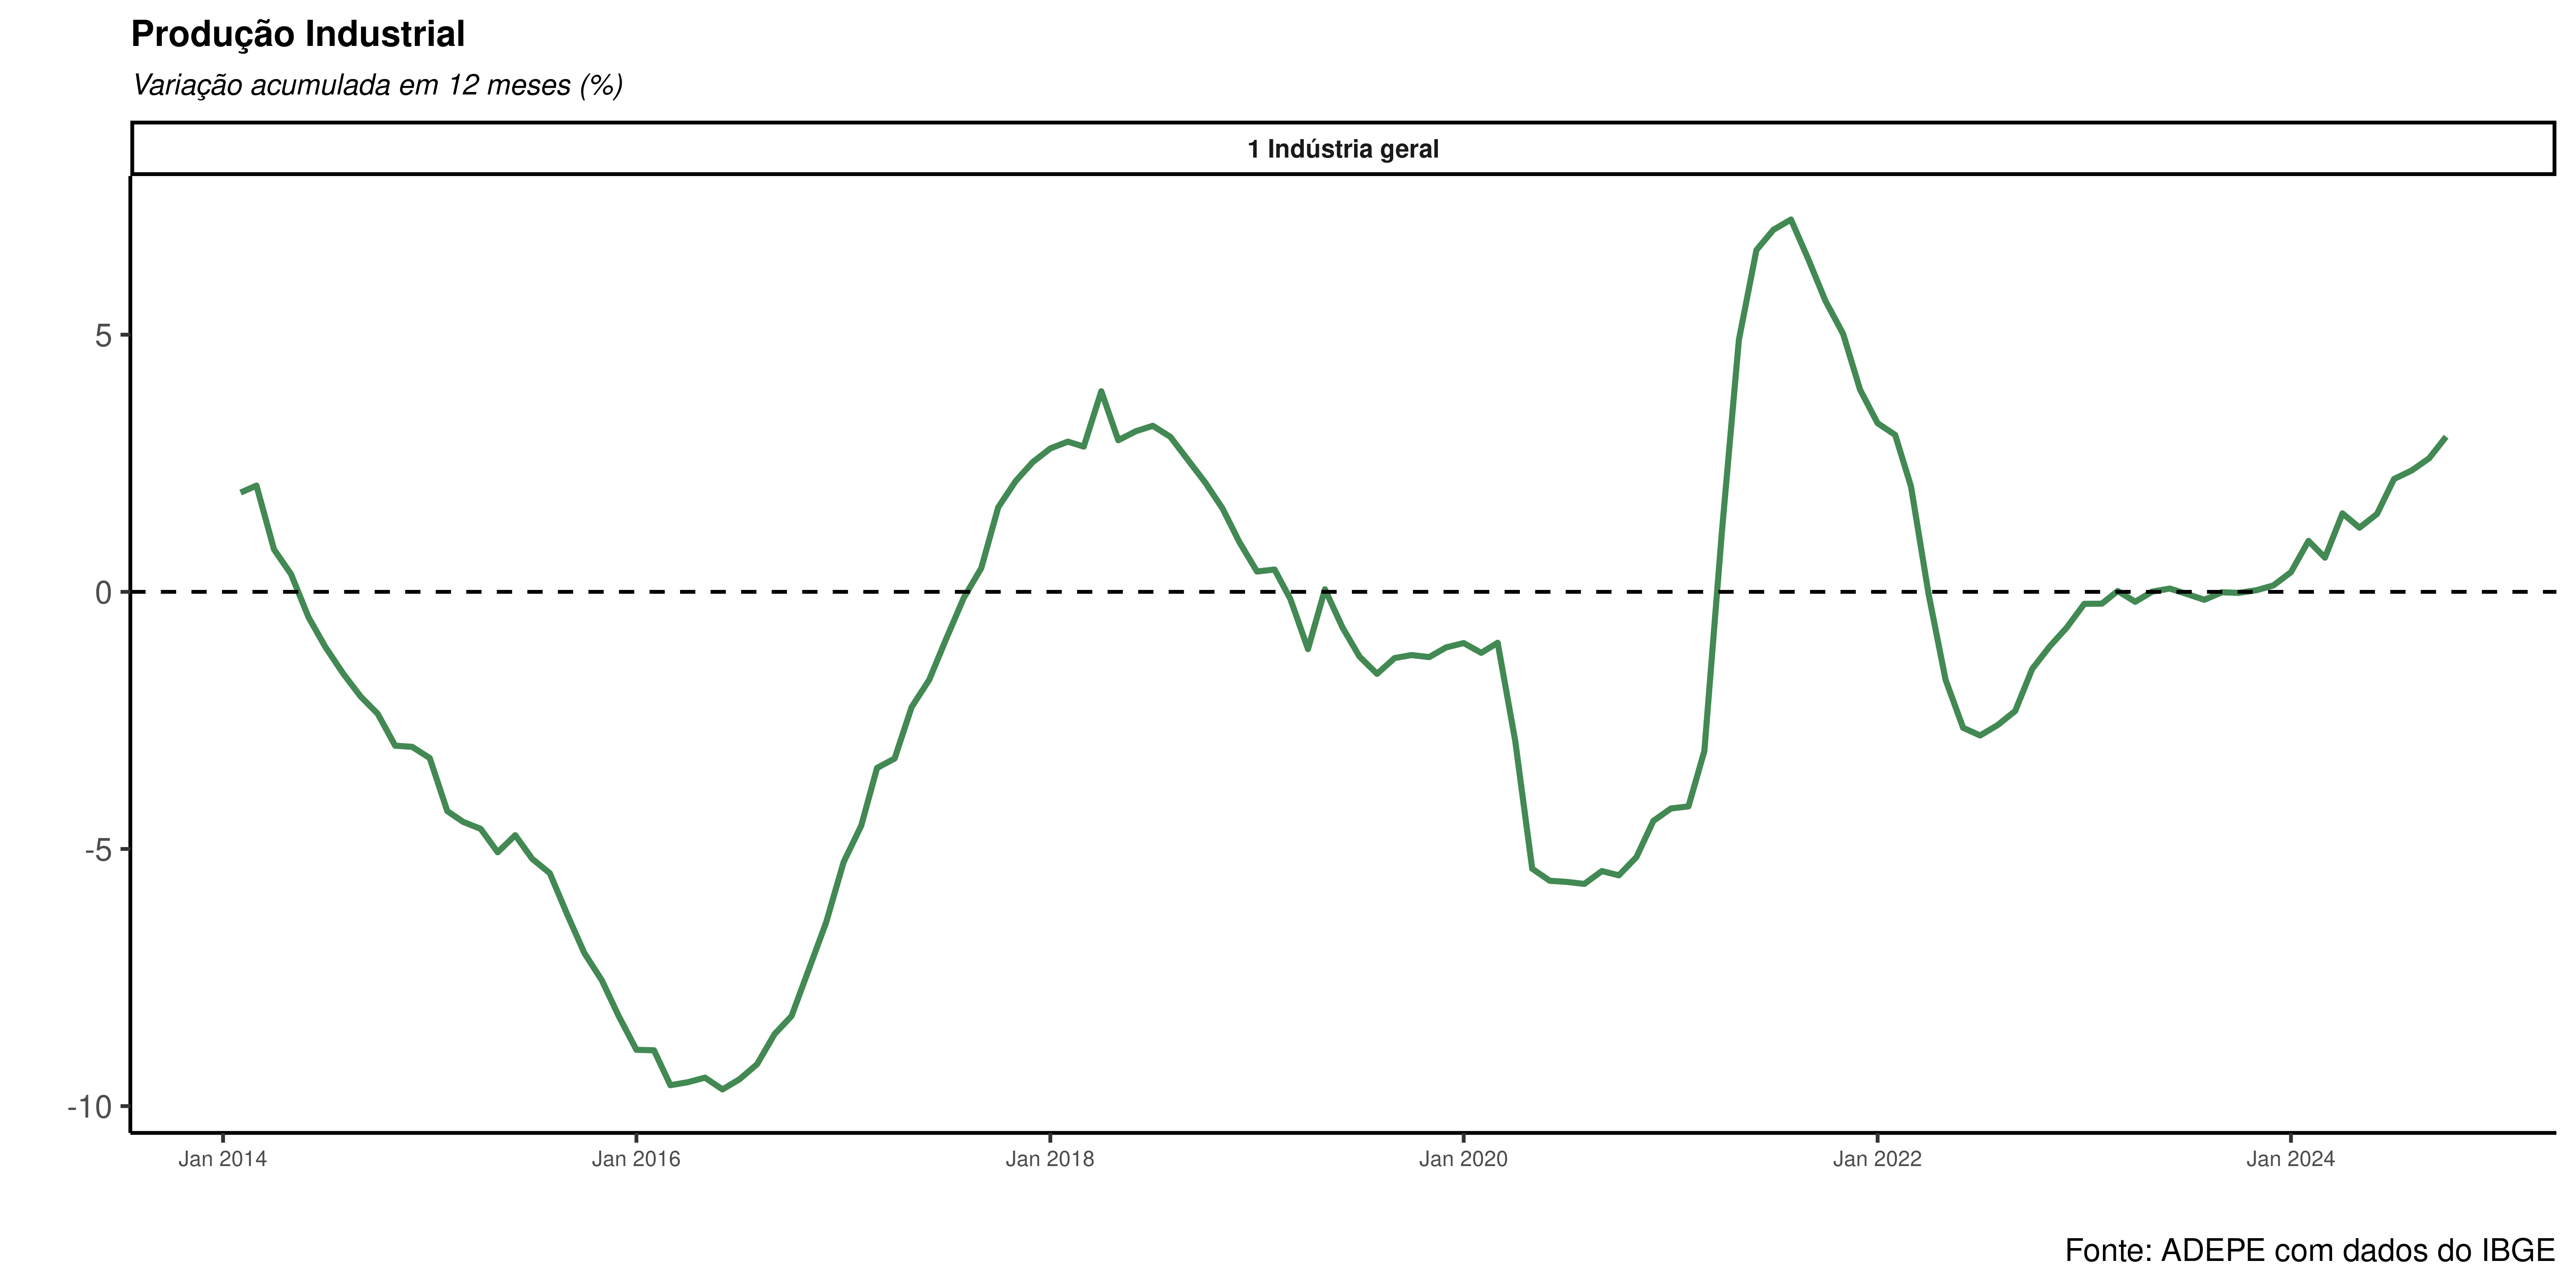 Produção Industrial
Variação acumulada em 12 meses (%)
1 Indústria geral
5
0
-5
-10
Jan 2014 Jan 2016 Jan 2018 Jan 2020 Jan 2022 Jan 2024
Fonte: ADEPE com dados do IBGE